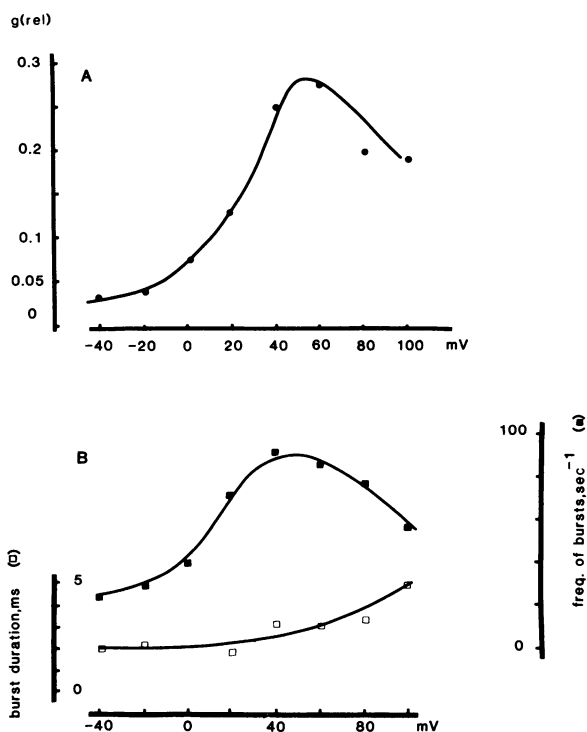 g(rel)
0.3
A
0.2
0.1
0.05
0
-40 -20 0 20 40 60 80 100 mV
B
100
freq. of bursts,sec⁻¹ (■)
0
burst duration,ms (□)
5
0
-40 0 40 80 mV